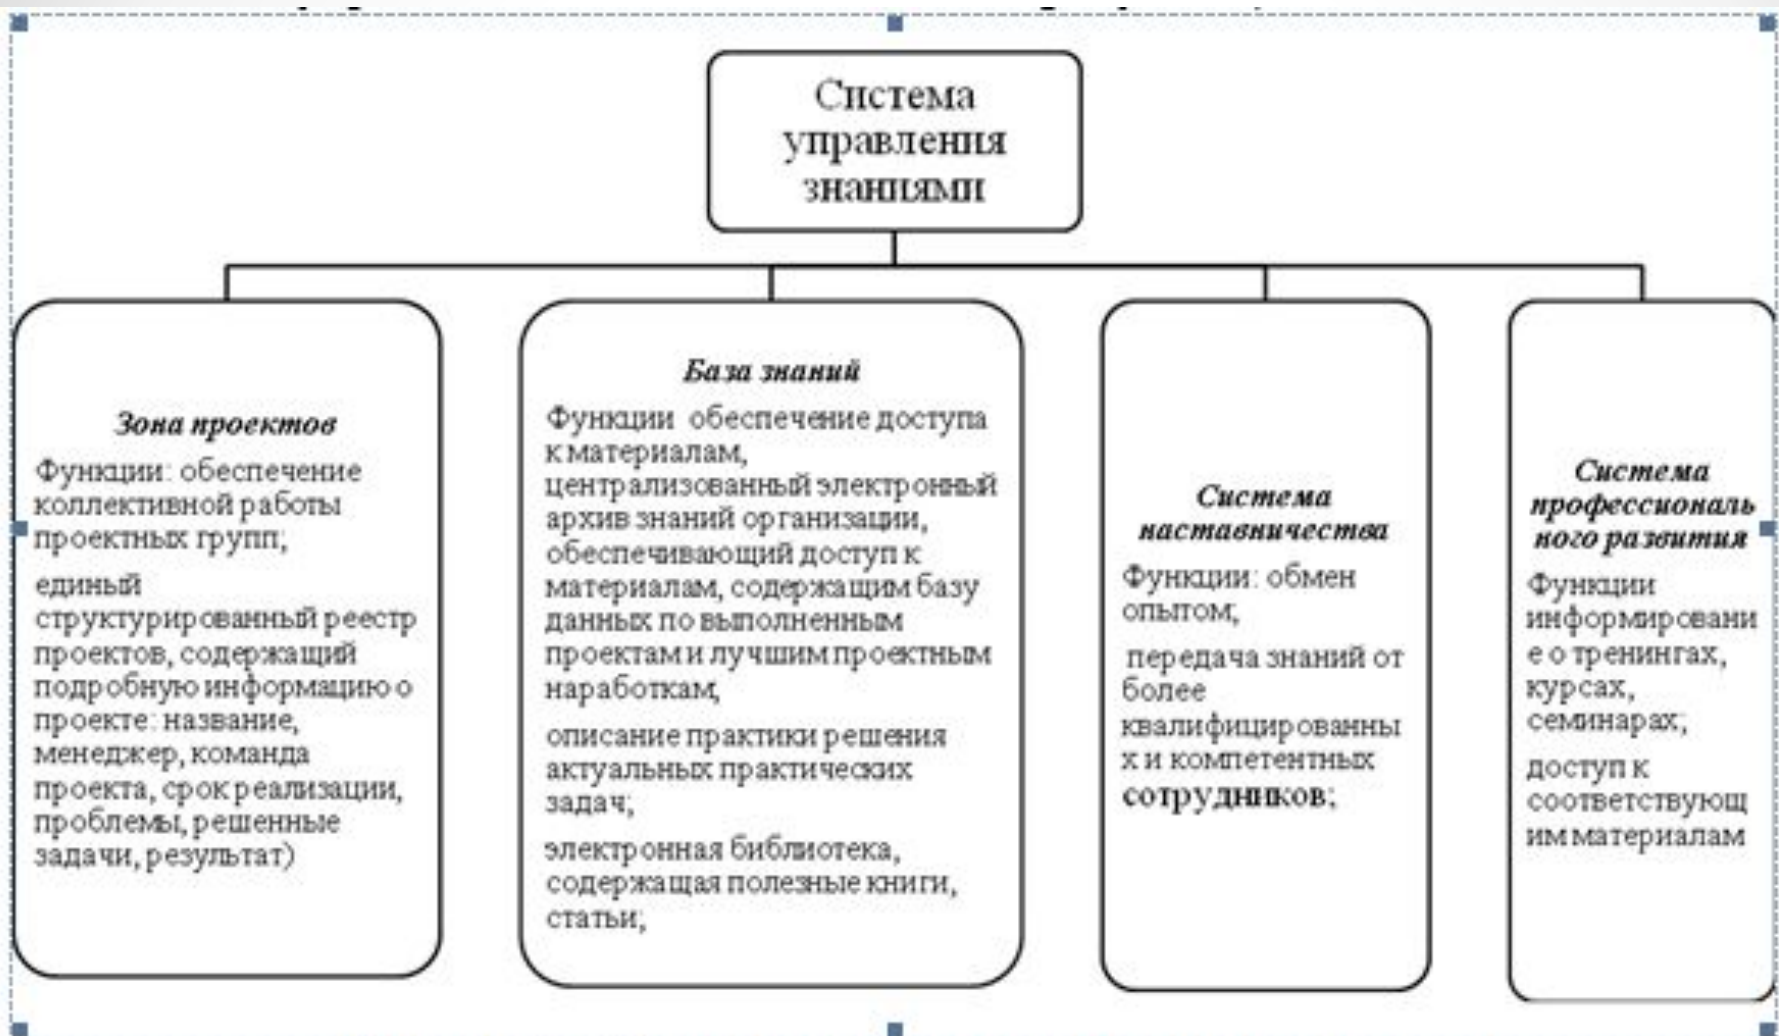 Система
управления
знаниями
Зона проектов
Функции: обеспечение
коллективной работы
проектных групп;
единый
структурированный реестр
проектов, содержащий
подробную информацию о
проекте: название,
менеджер, команда
проекта, срок реализации,
проблемы, решенные
задачи, результат)
База знаний
Функции обеспечение доступа
к материалам,
централизованный электронный
архив знаний организации,
обеспечивающий доступ к
материалам, содержащим базу
данных по выполненным
проектам и лучшим проектным
наработкам;
описание практики решения
актуальных практических
задач;
электронная библиотека,
содержащая полезные книги,
статьи;
Система
наставничества
Функции: обмен
опытом;
передача знаний от
более
квалифицированны
х и компетентных
сотрудников;
Система
профессиональ
ного развития
Функции
информировани
е о тренингах,
курсах,
семинарах;
доступ к
соответствующ
им материалам